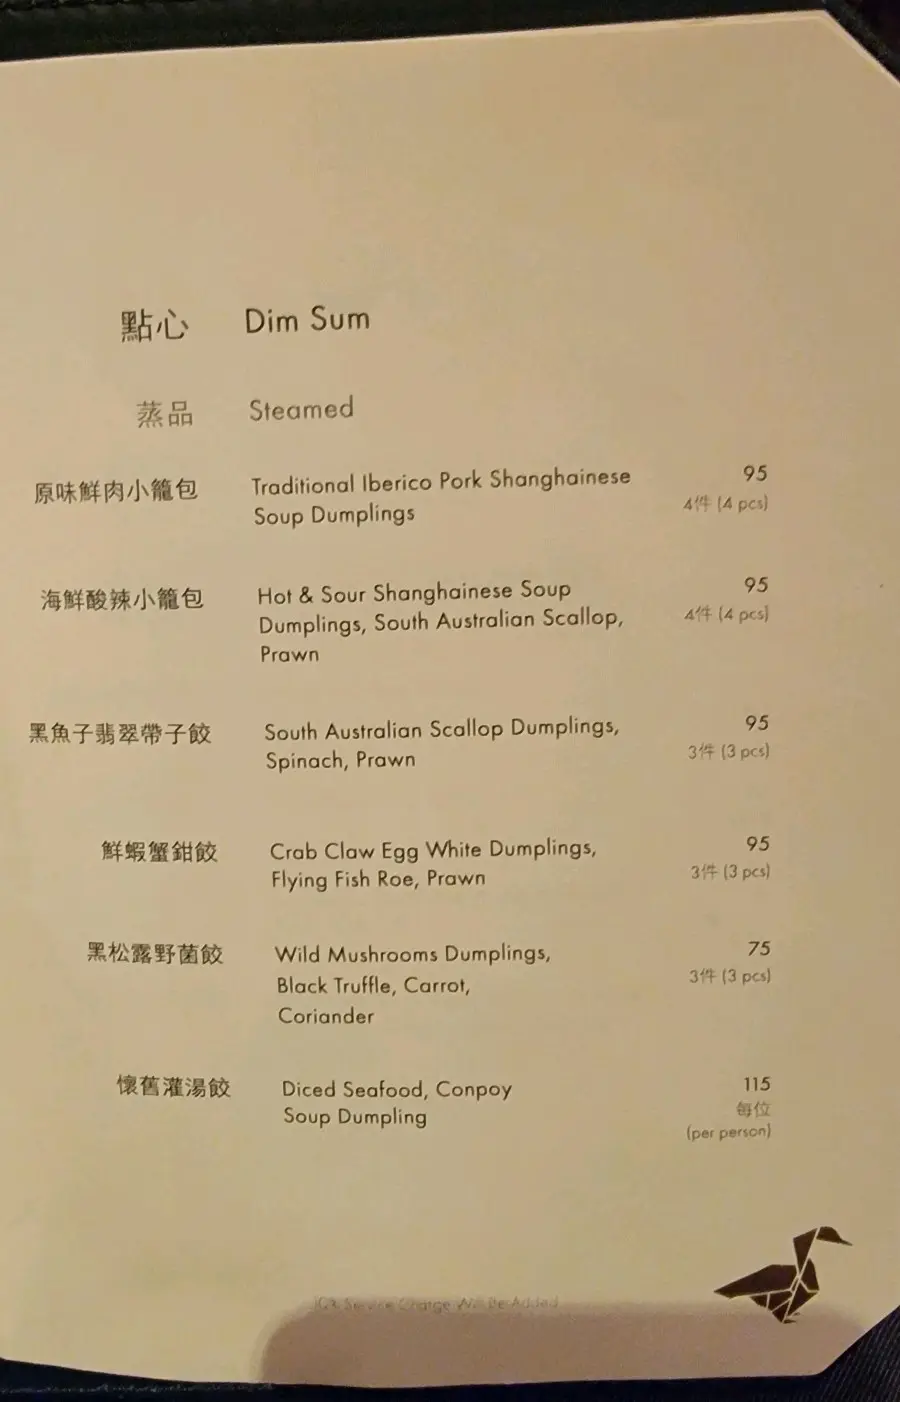 點心 Dim Sum
蒸品 Steamed
原味鮮肉小籠包 Traditional Iberico Pork Shanghainese 95
Soup Dumplings 4件 (4 pcs)
海鮮酸辣小籠包 Hot & Sour Shanghainese Soup 95
Dumplings, South Australian Scallop, 4件 (4 pcs)
Prawn
黑魚子翡翠帶子餃 South Australian Scallop Dumplings, 95
Spinach, Prawn 3件 (3 pcs)
鮮蝦蟹鉗餃 Crab Claw Egg White Dumplings, 95
Flying Fish Roe, Prawn 3件 (3 pcs)
黑松露野菌餃 Wild Mushrooms Dumplings, 75
Black Truffle, Carrot, 3件 (3 pcs)
Coriander
懷舊灌湯餃 Diced Seafood, Conpoy 115
Soup Dumpling 每位
(per person)
Service Charge Will Be Added